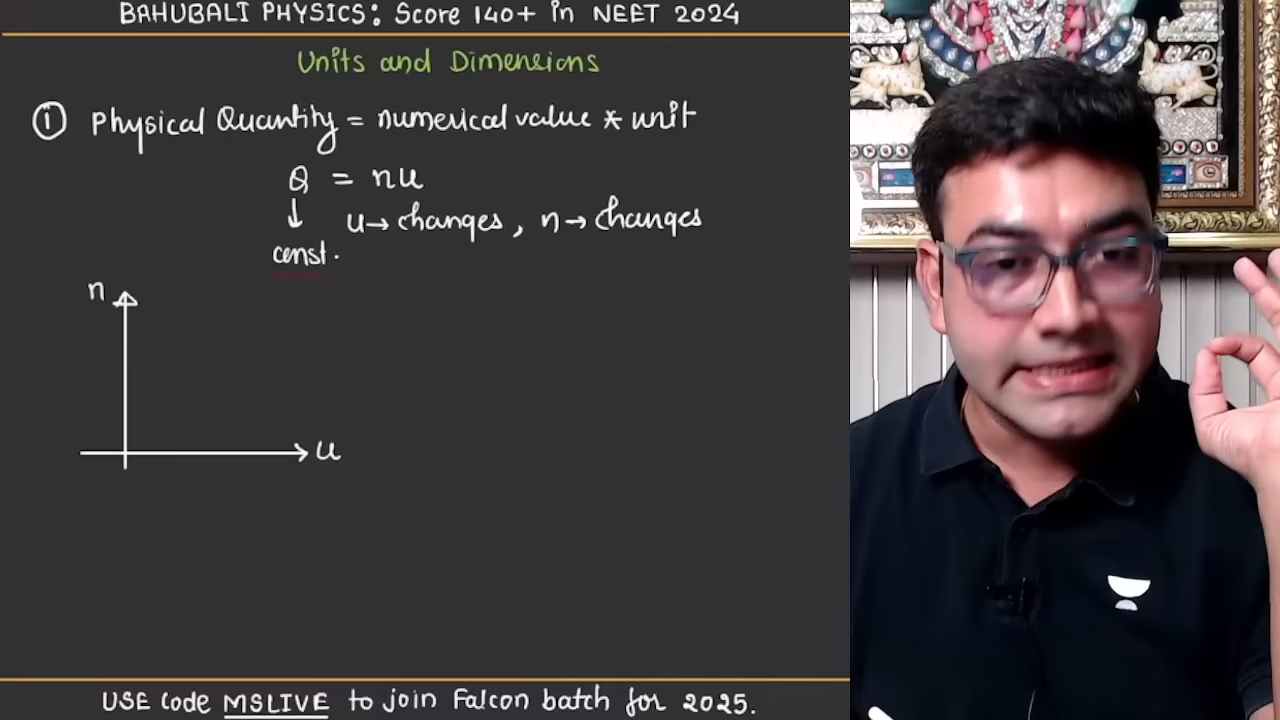 BAHUBALI PHYSICS: Score 140+ in NEET 2024
Units and Dimensions
① Physical Quantity = numerical value * unit
Q = nu
↓ u→ changes, n→ changes
const.
n
u
USE Code MSLIVE to join Falcon batch for 2025.